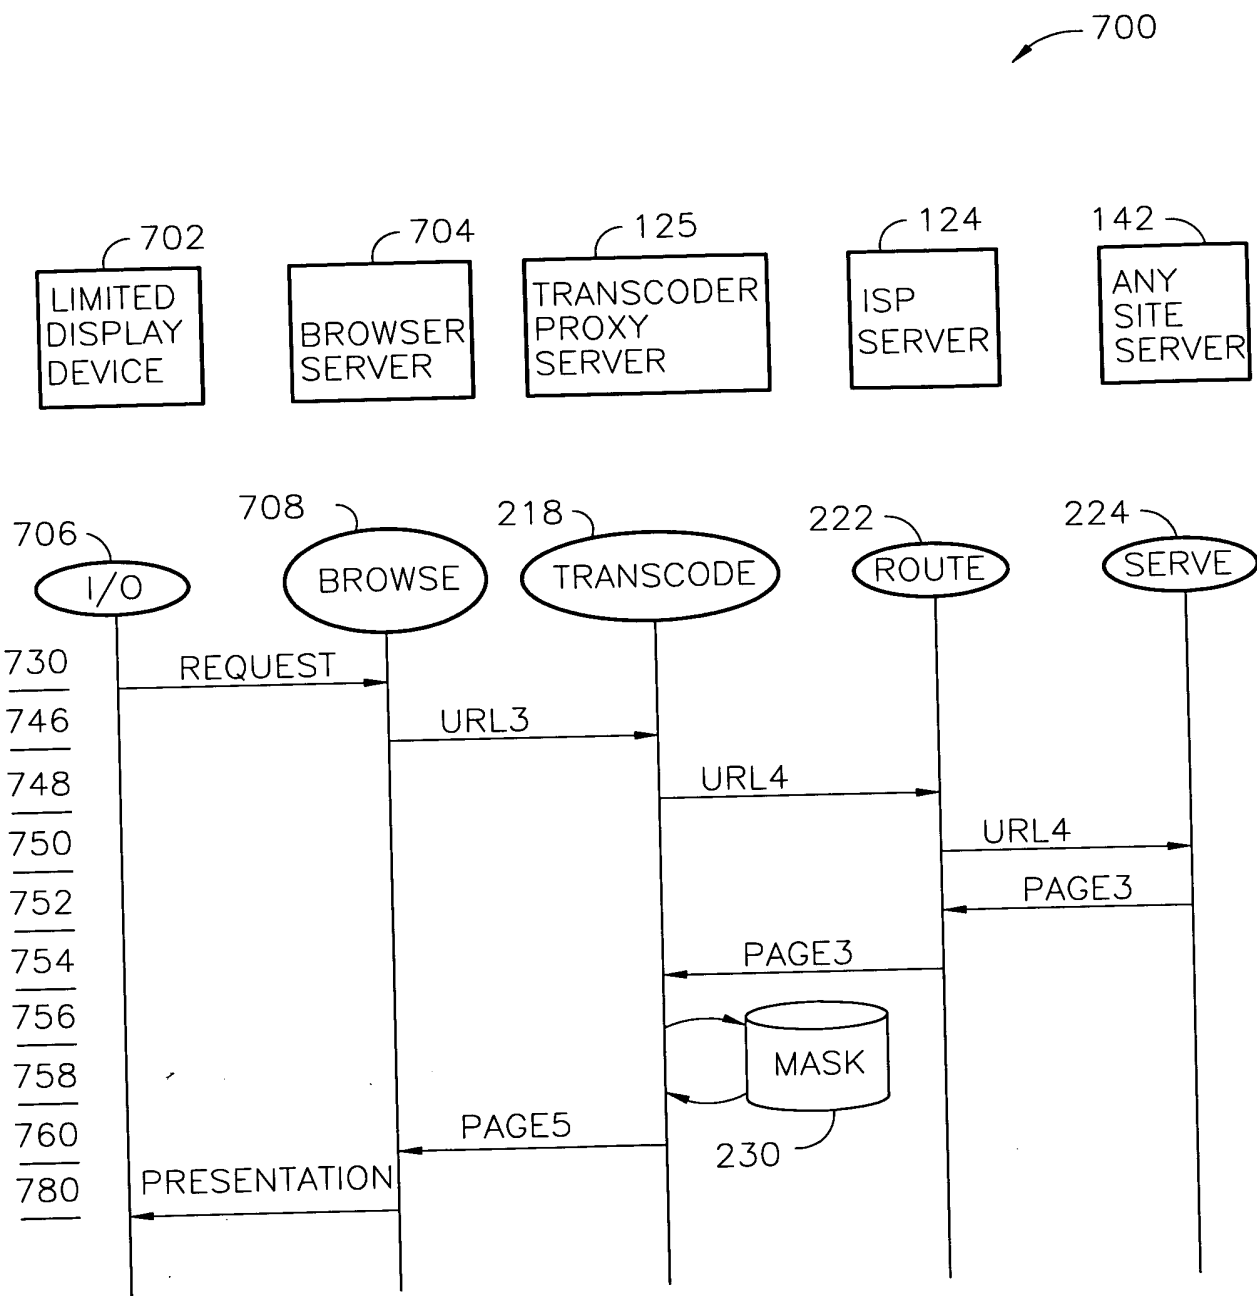 700
702
704
125
124
142
LIMITED
DISPLAY
DEVICE
BROWSER
SERVER
TRANSCODER
PROXY
SERVER
ISP
SERVER
ANY
SITE
SERVER
706
708
218
222
224
I/O
BROWSE
TRANSCODE
ROUTE
SERVE
730
REQUEST
746
URL3
748
URL4
750
URL4
752
PAGE3
754
PAGE3
756
MASK
758
760
PAGE5
230
780
PRESENTATION